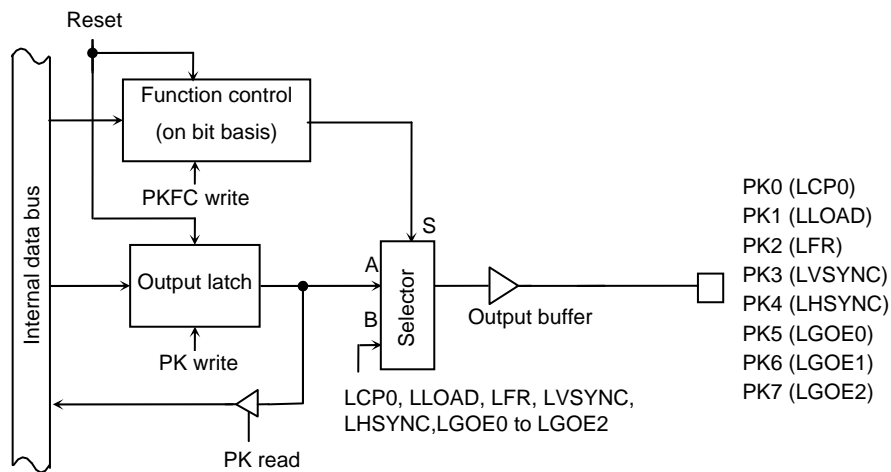 Reset
Function control
(on bit basis)
PKFC write
Internal data bus
Output latch
PK write
PK read
S
A
B
Selector
Output buffer
LCP0, LLOAD, LFR, LVSYNC,
LHSYNC,LGOE0 to LGOE2
PK0 (LCP0)
PK1 (LLOAD)
PK2 (LFR)
PK3 (LVSYNC)
PK4 (LHSYNC)
PK5 (LGOE0)
PK6 (LGOE1)
PK7 (LGOE2)